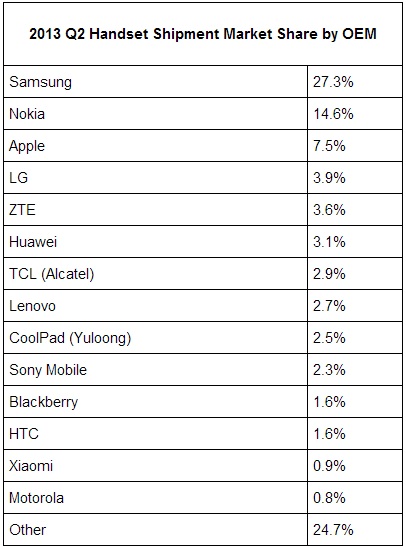 2013 Q2 Handset Shipment Market Share by OEM
Samsung 27.3%
Nokia 14.6%
Apple 7.5%
LG 3.9%
ZTE 3.6%
Huawei 3.1%
TCL (Alcatel) 2.9%
Lenovo 2.7%
CoolPad (Yuloong) 2.5%
Sony Mobile 2.3%
Blackberry 1.6%
HTC 1.6%
Xiaomi 0.9%
Motorola 0.8%
Other 24.7%